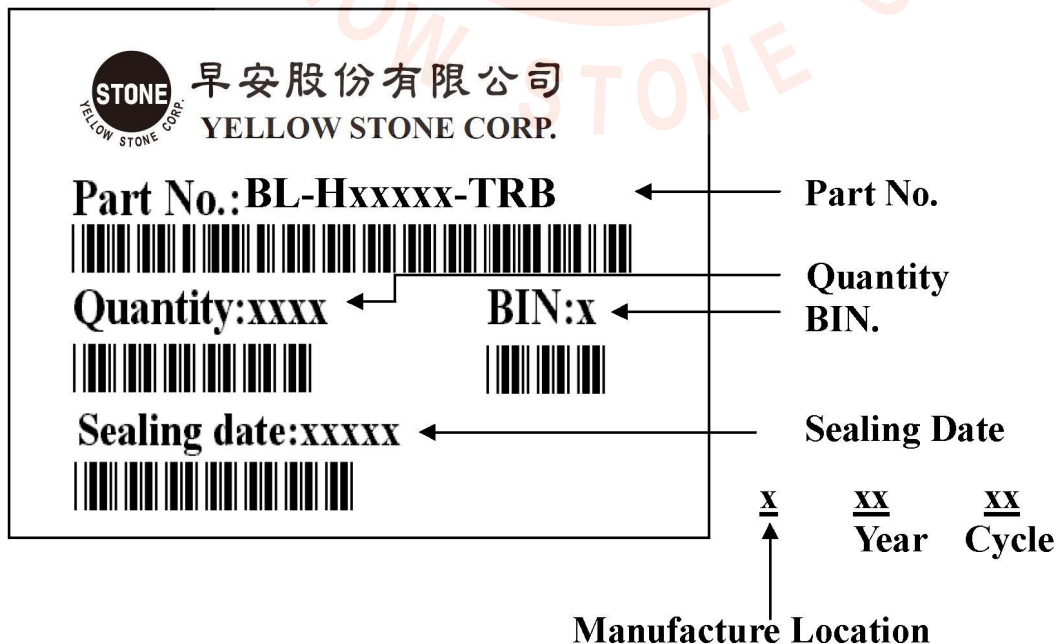 YELLOW STONE C
STONE
YELLOW STONE CORP.
早安股份有限公司
YELLOW STONE CORP.
Part No.:BL-Hxxxxx-TRB
Part No.
Quantity:xxxx
BIN:x
Quantity
BIN.
Sealing date:xxxxx
Sealing Date
x xx xx
Year Cycle
Manufacture Location